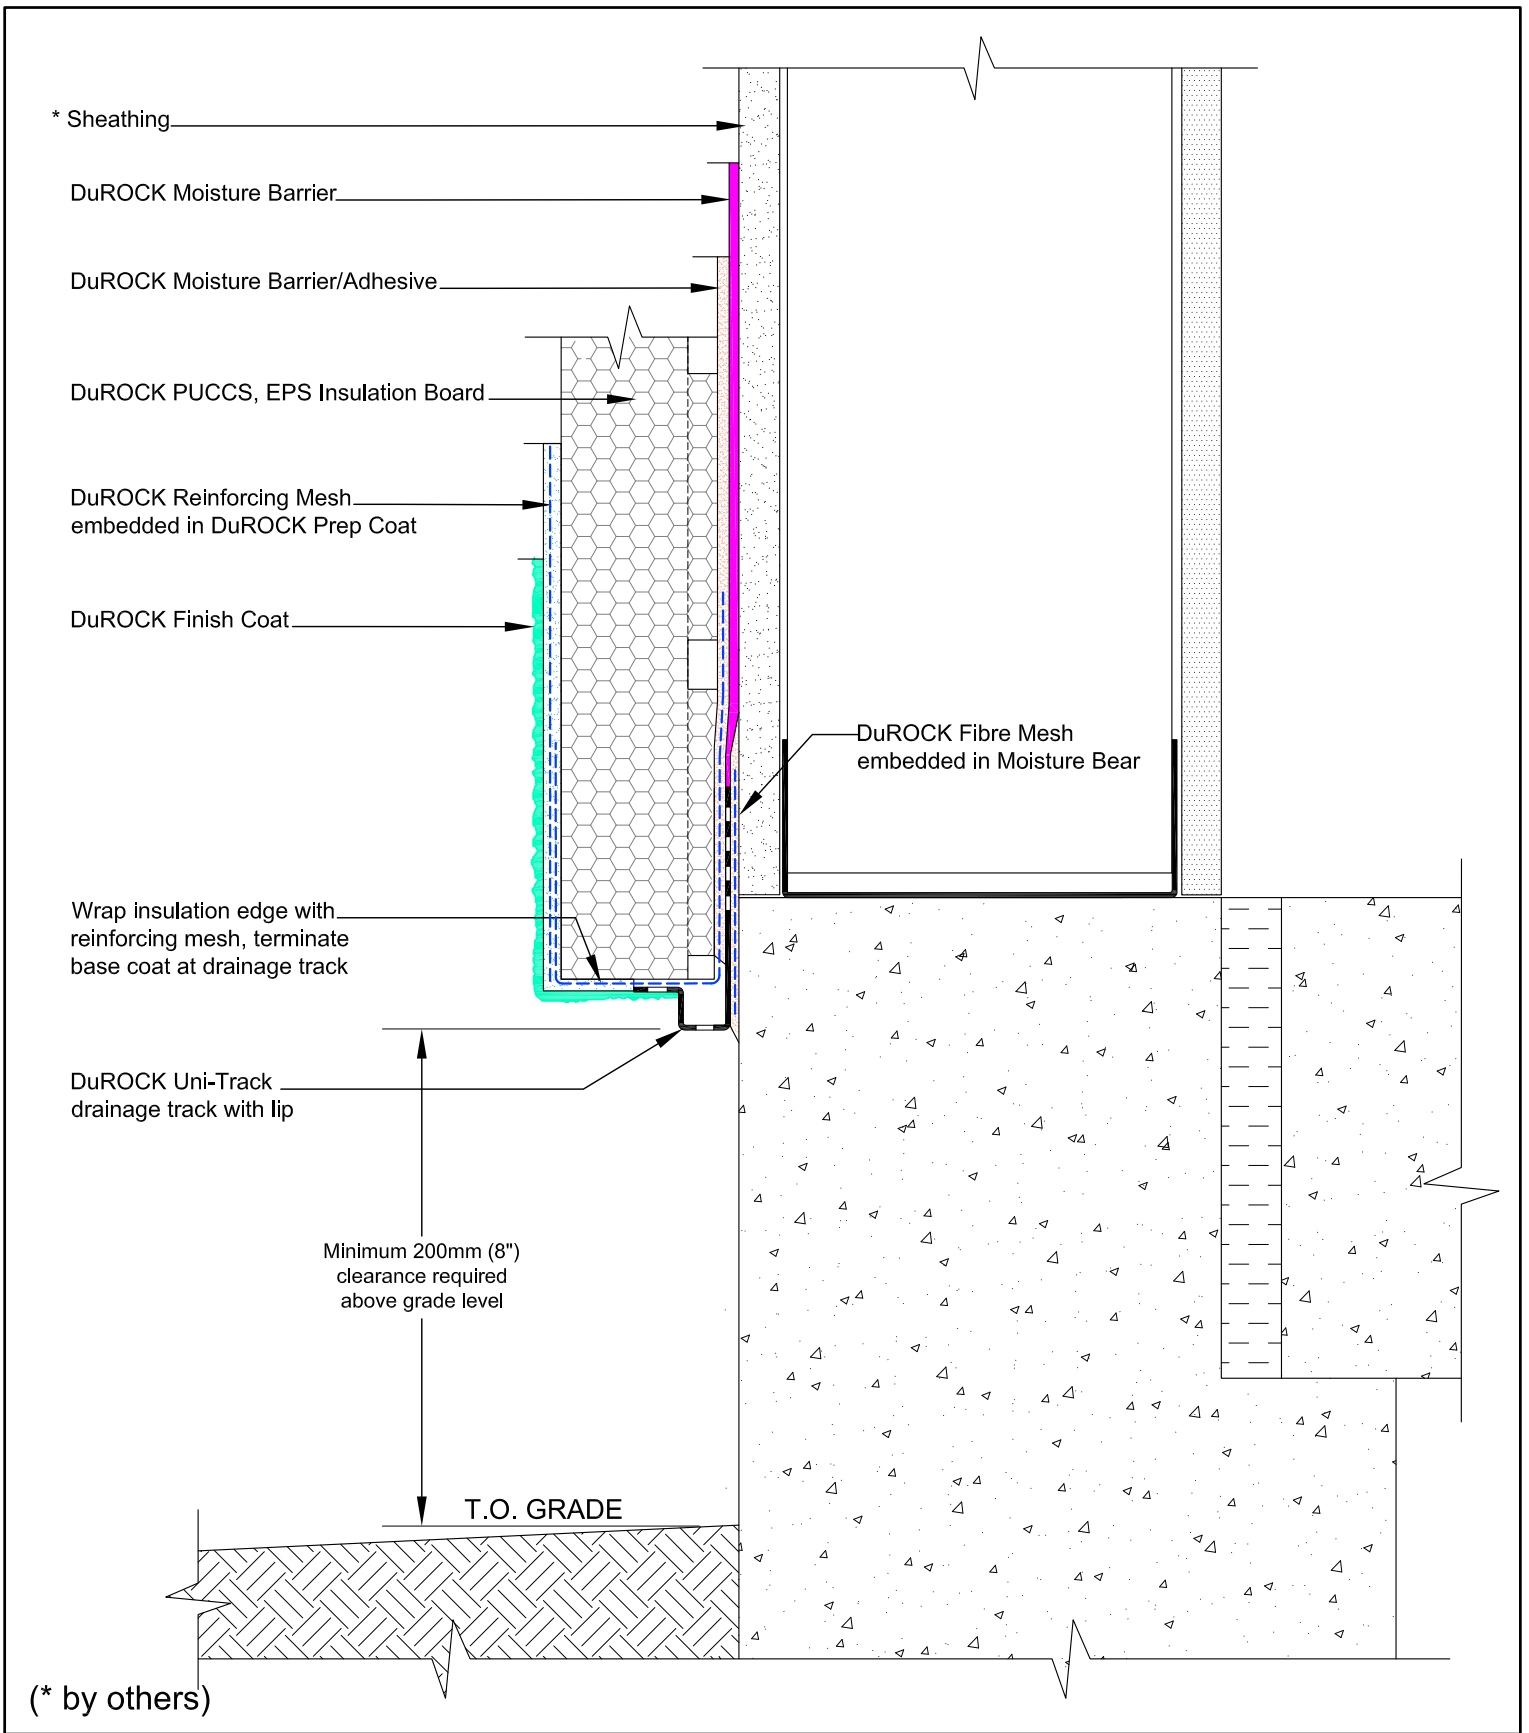 * Sheathing
DuROCK Moisture Barrier
DuROCK Moisture Barrier/Adhesive
DuROCK PUCCS, EPS Insulation Board
DuROCK Reinforcing Mesh
embedded in DuROCK Prep Coat
DuROCK Finish Coat
DuROCK Fibre Mesh
embedded in Moisture Bear
Wrap insulation edge with
reinforcing mesh, terminate
base coat at drainage track
DuROCK Uni-Track
drainage track with lip
Minimum 200mm (8")
clearance required
above grade level
T.O. GRADE
(* by others)